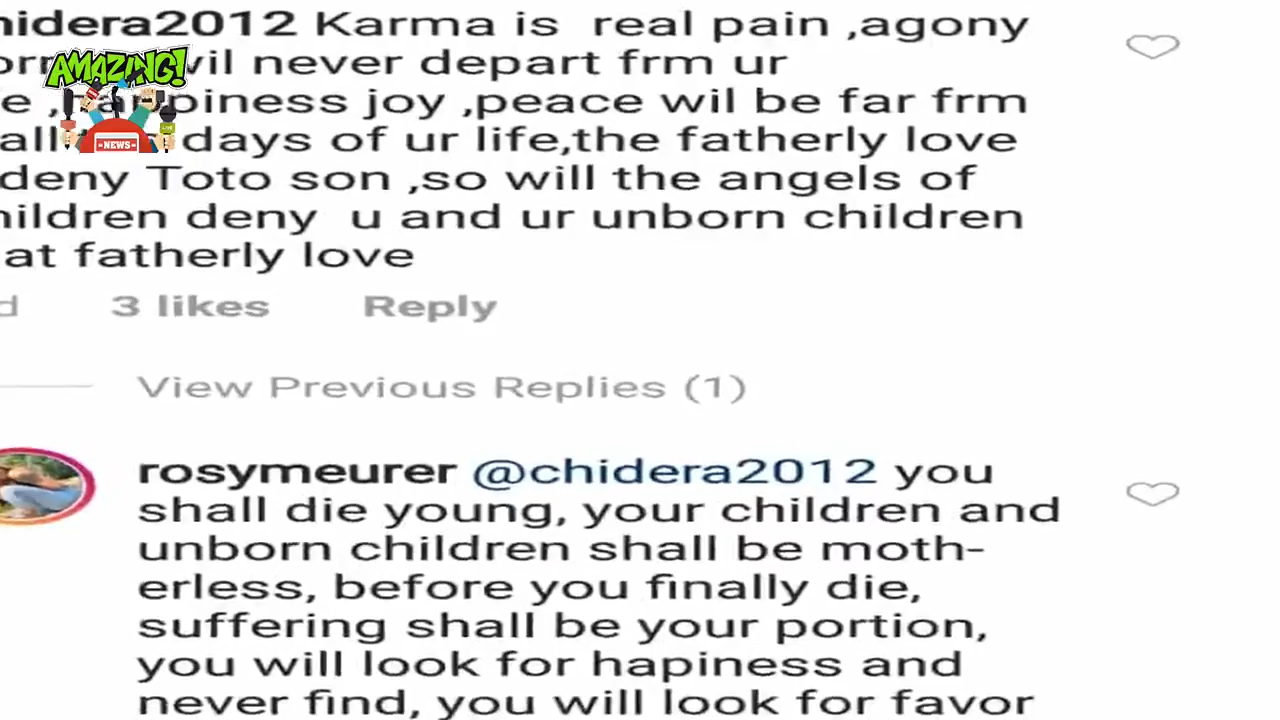 hidera2012 Karma is real pain ,agony
wil never depart frm ur
piness joy ,peace wil be far frm
all days of ur life,the fatherly love
deny Toto son ,so will the angels of
hildren deny u and ur unborn children
at fatherly love
d 3 likes Reply
View Previous Replies (1)
rosymeurer @chidera2012 you
shall die young, your children and
unborn children shall be moth-
erless, before you finally die,
suffering shall be your portion,
you will look for hapiness and
never find, you will look for favor
AMAZING!
-NEWS-
LIVE